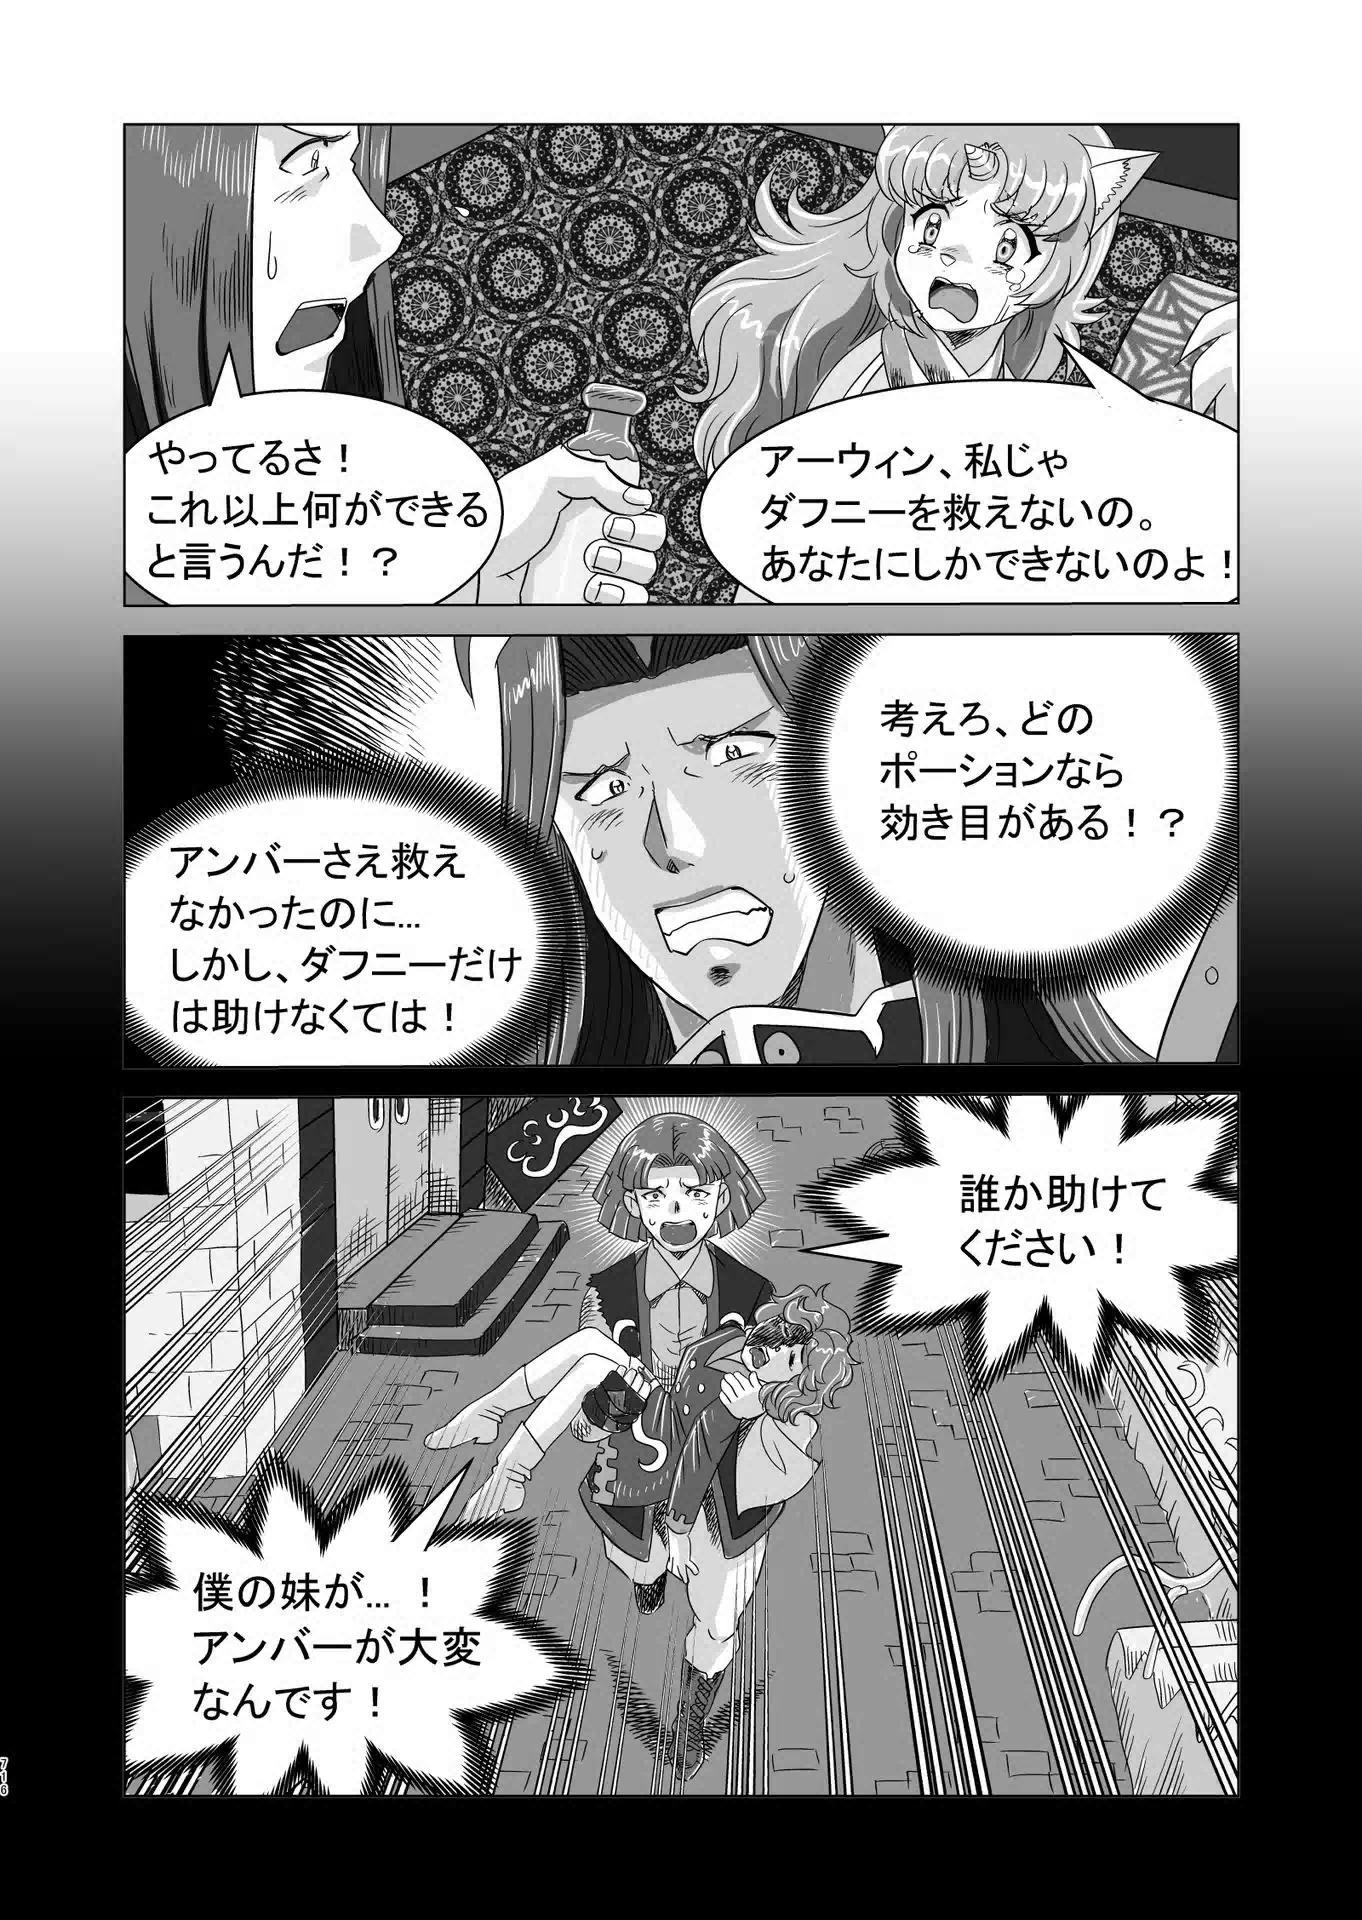 アーウィン、私じゃ
ダフニーを救えないの。
あなたにしかできないのよ！
やってるさ！
これ以上何ができる
と言うんだ！？
考えろ、どの
ポーションなら
効き目がある！？
アンバーさえ救え
なかったのに…
しかし、ダフニーだけ
は助けなくては！
誰か助けて
ください！
僕の妹が…！
アンバーが大変
なんです！
716